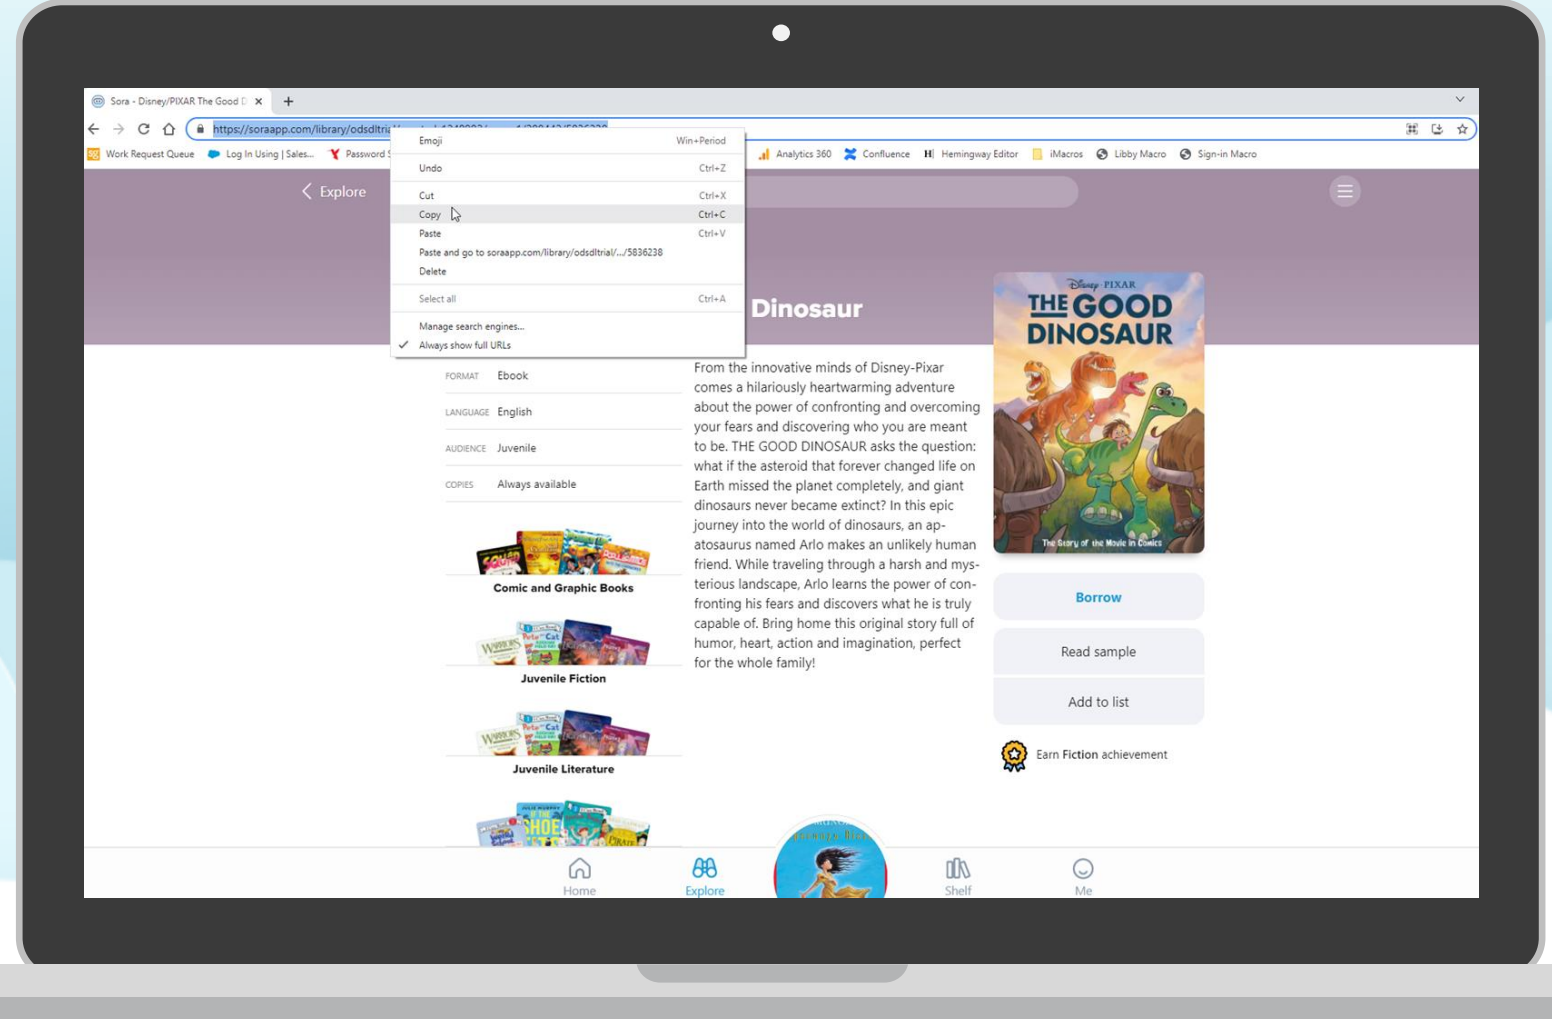 Sora - Disney/PIXAR The Good D
https://soraapp.com/library/odsdltria
Work Request Queue
Log In Using | Sales...
Password S
Analytics 360
Confluence
Hemingway Editor
iMacros
Libby Macro
Sign-in Macro
Emoji Win+Period
Undo Ctrl+Z
Cut Ctrl+X
Copy Ctrl+C
Paste Ctrl+V
Paste and go to soraapp.com/library/odsdltrial/.../5836238
Delete
Select all Ctrl+A
Manage search engines...
Always show full URLs
Explore
Dinosaur
FORMAT Ebook
LANGUAGE English
AUDIENCE Juvenile
COPIES Always available
Comic and Graphic Books
Juvenile Fiction
Juvenile Literature
From the innovative minds of Disney-Pixar
comes a hilariously heartwarming adventure
about the power of confronting and overcoming
your fears and discovering who you are meant
to be. THE GOOD DINOSAUR asks the question:
what if the asteroid that forever changed life on
Earth missed the planet completely, and giant
dinosaurs never became extinct? In this epic
journey into the world of dinosaurs, an ap-
atosaurus named Arlo makes an unlikely human
friend. While traveling through a harsh and mys-
terious landscape, Arlo learns the power of con-
fronting his fears and discovers what he is truly
capable of. Bring home this original story full of
humor, heart, action and imagination, perfect
for the whole family!
Disney PIXAR
THE GOOD
DINOSAUR
The Story of the Movie in Comics
Borrow
Read sample
Add to list
Earn Fiction achievement
Home
Explore
Shelf
Me